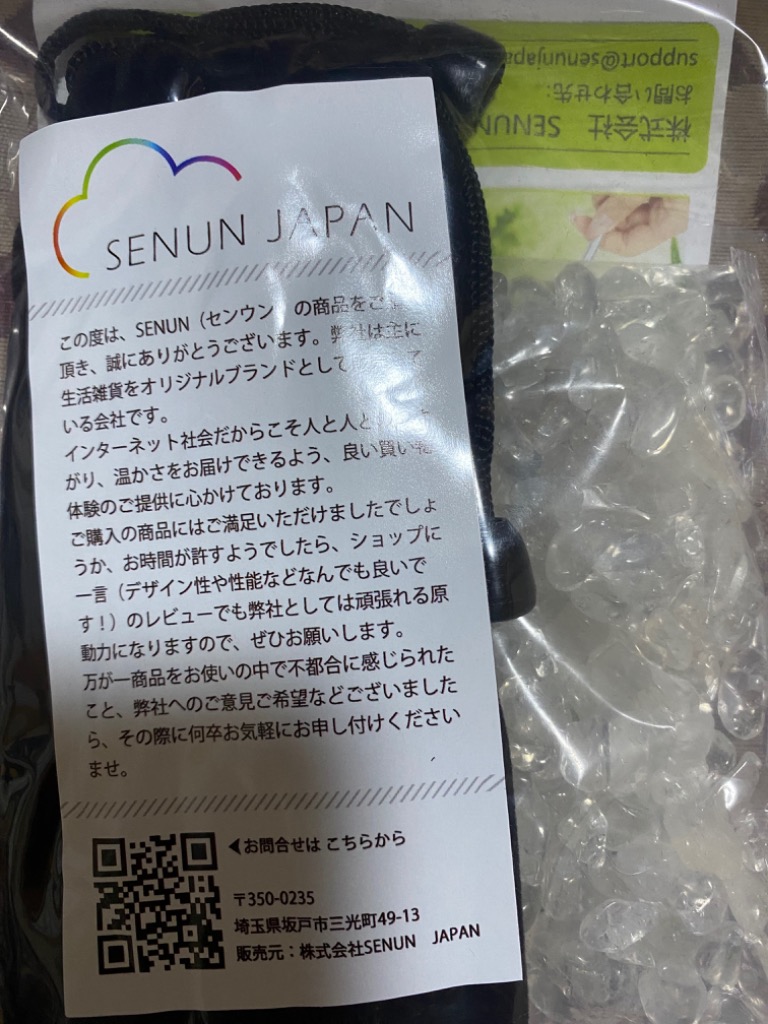 SENUN JAPAN
この度は、SENUN（センウン の商品をご
頂き、誠にありがとうございます。弊社は主に
生活雑貨をオリジナルブランドとして て
いる会社です。
インターネット社会だからこそ人と人と
がり、温かさをお届けできるよう、良い買い
体験のご提供に心かけております。
ご購入の商品にはご満足いただけましたでしょ
うか、お時間が許すようでしたら、ショップに
一言（デザイン性や性能などなんでも良いで
す！）のレビューでも弊社としては頑張れる原
動力になりますので、ぜひお願いします。
万が一商品をお使いの中で不都合に感じられた
こと、弊社へのご意見ご希望などございました
ら、その際に何卒お気軽にお申し付けください
ませ。
◀お問合せは こちらから
〒350-0235
埼玉県坂戸市三光町49-13
販売元：株式会社SENUN JAPAN
株式会社 SENUN
お問い合わせ先:
support@senunjapa